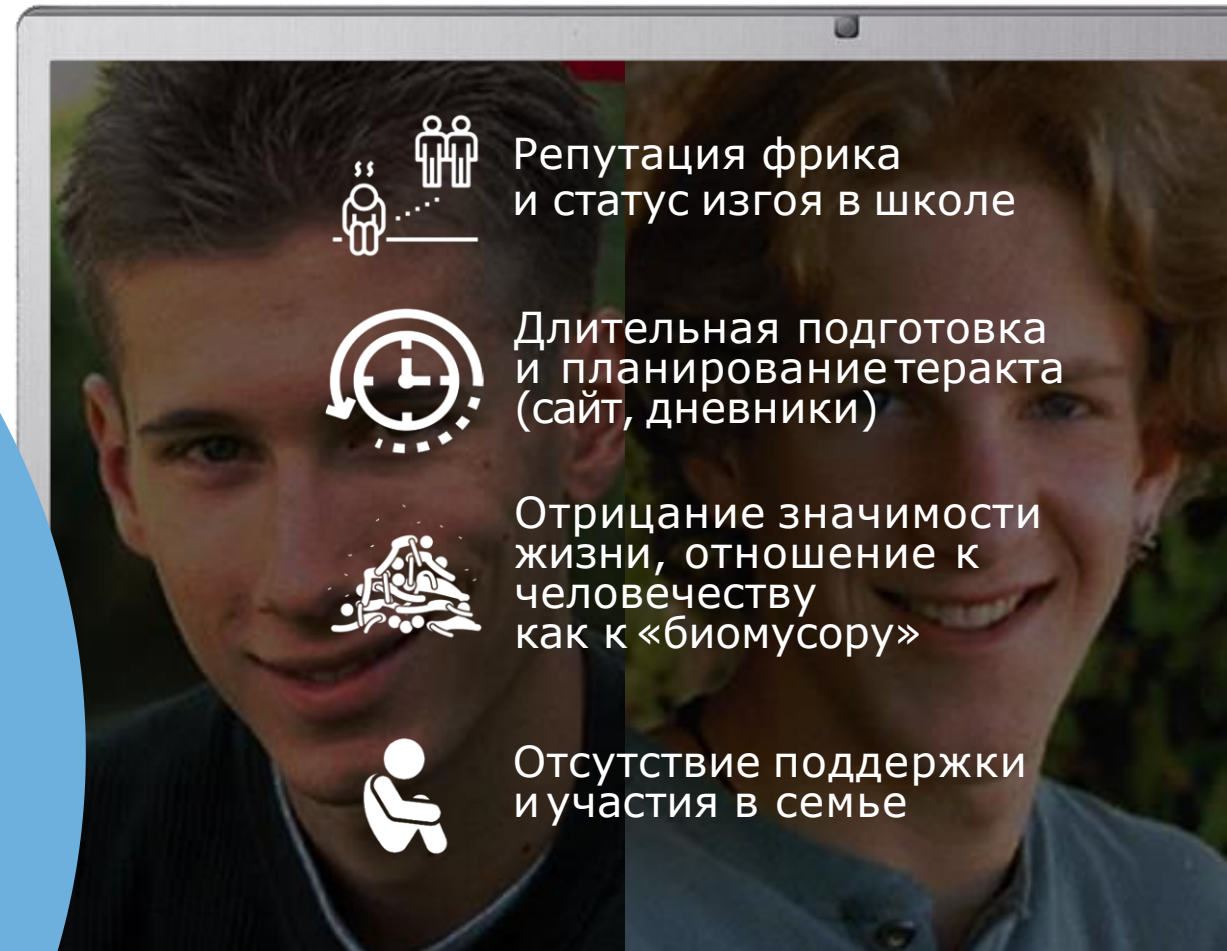 Репутация фрика
и статус изгоя в школе
Длительная подготовка
и планирование теракта
(сайт, дневники)
Отрицание значимости
жизни, отношение к
человечеству
как к «биомусору»
Отсутствие поддержки
и участия в семье